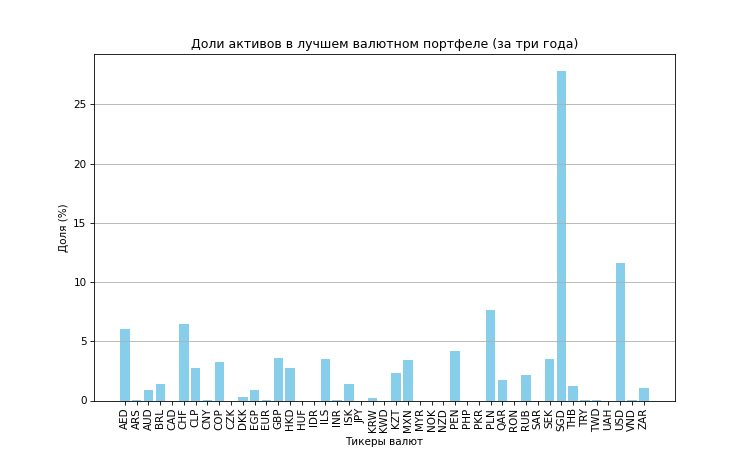 Доли активов в лучшем валютном портфеле (за три года)
Доля (%)
25
20
15
10
5
0
AED ARS AUD BRL CAD CHF CLP CNY COP CZK DKK EGP EUR GBP HKD HUF IDR ILS INR ISK JPY KRW KWD KZT MXN MYR NOK NZD PEN PHP PKR PLN QAR RON RUB SAR SEK SGD THB TRY TWD UAH USD VND ZAR
Тикеры валют